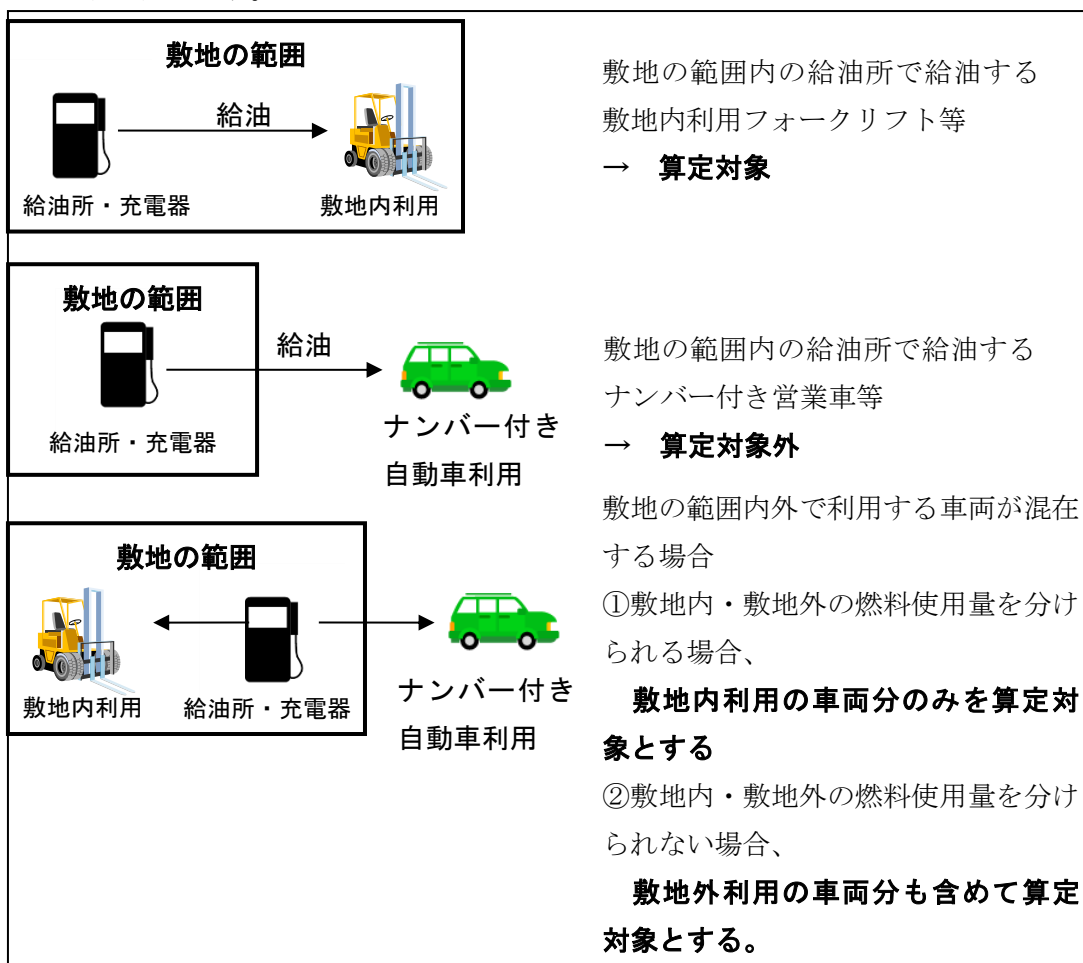 敷地の範囲
給油
給油所・充電器
敷地内利用
敷地の範囲内の給油所で給油する
敷地内利用フォークリフト等
→　算定対象
敷地の範囲
給油
給油所・充電器
ナンバー付き
自動車利用
敷地の範囲内の給油所で給油する
ナンバー付き営業車等
→　算定対象外
敷地の範囲
敷地内利用
給油所・充電器
ナンバー付き
自動車利用
敷地の範囲内外で利用する車両が混在
する場合
①敷地内・敷地外の燃料使用量を分け
られる場合、
敷地内利用の車両分のみを算定対
象とする
②敷地内・敷地外の燃料使用量を分け
られない場合、
敷地外利用の車両分も含めて算定
対象とする。